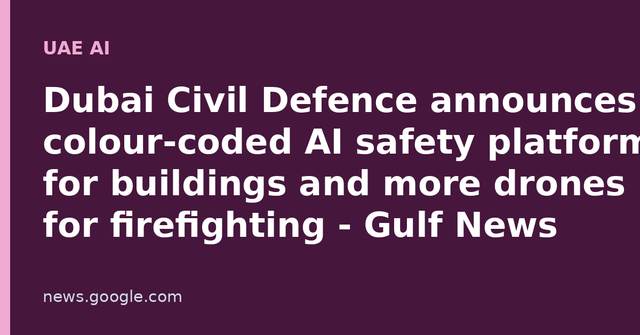 UAE AI
Dubai Civil Defence announces
colour-coded AI safety platform
for buildings and more drones
for firefighting - Gulf News
news.google.com